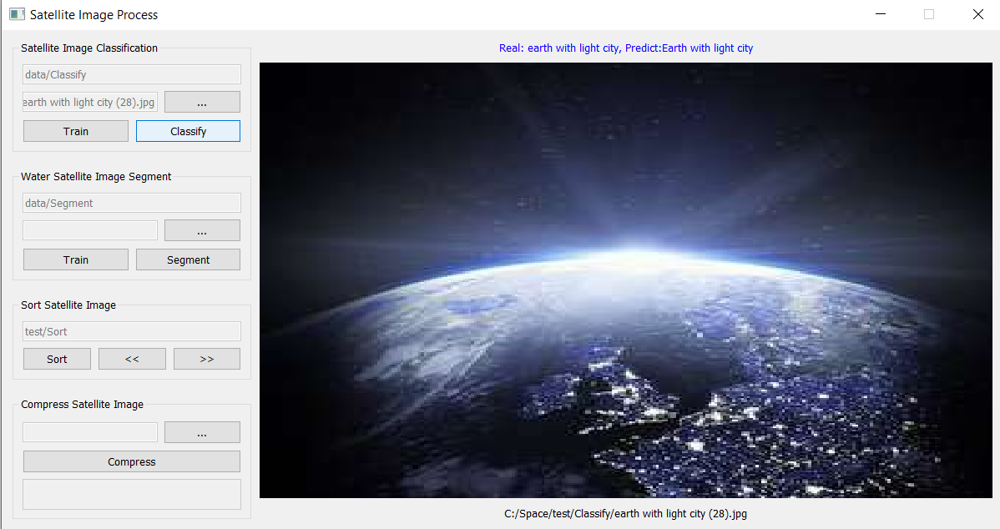 Satellite Image Process
Satellite Image Classification
data/Classify
earth with light city (28).jpg
...
Train
Classify
Water Satellite Image Segment
data/Segment
...
Train
Segment
Sort Satellite Image
test/Sort
Sort
<<
>>
Compress Satellite Image
...
Compress
Real: earth with light city, Predict:Earth with light city
C:/Space/test/Classify/earth with light city (28).jpg